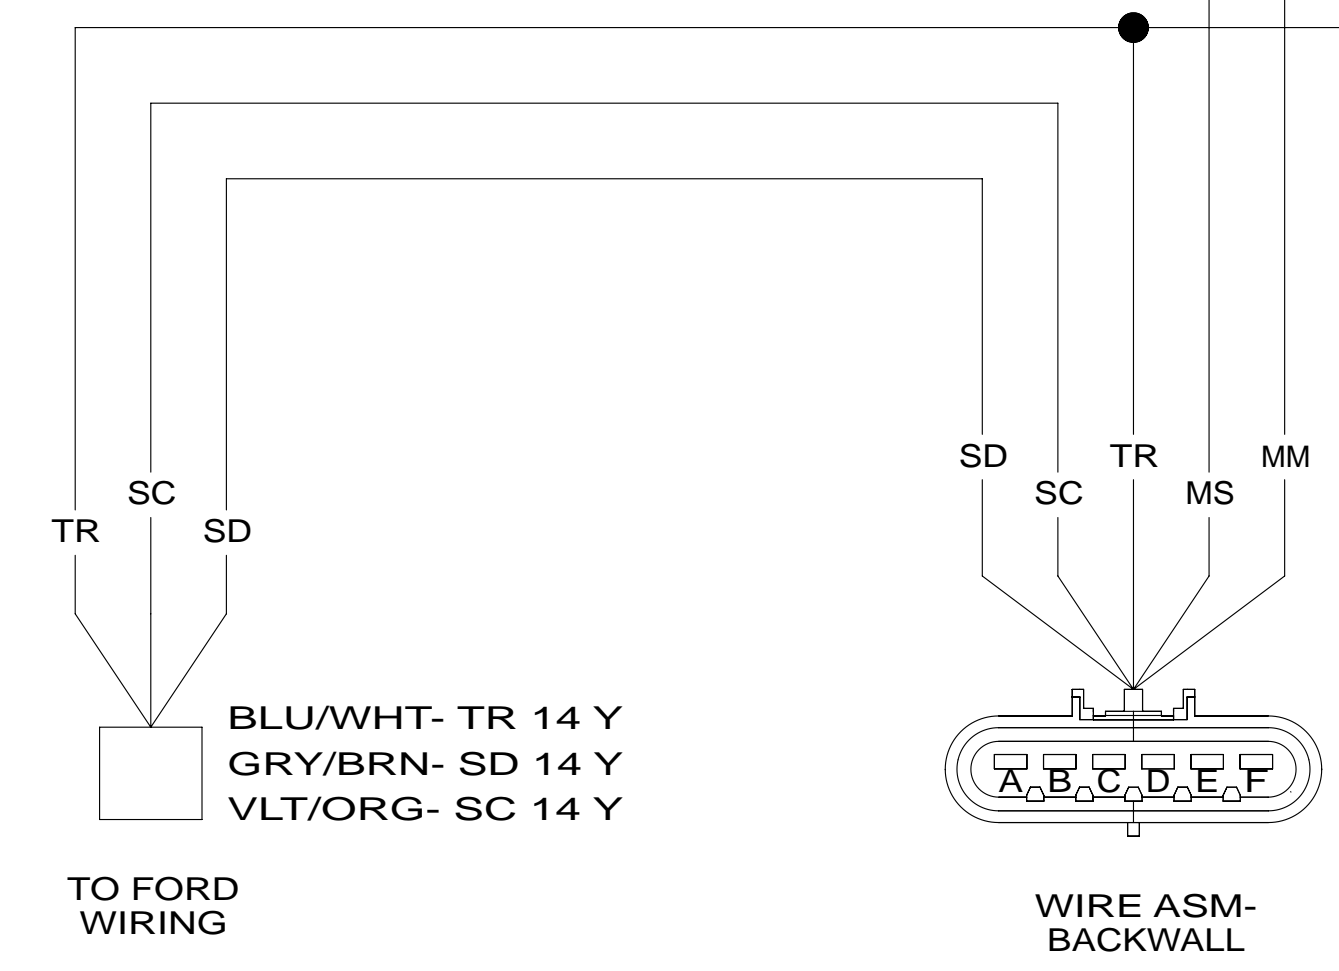 SD
TR
MM
SC
SC
MS
TR
SD
BLU/WHT- TR 14 Y
GRY/BRN- SD 14 Y
VLT/ORG- SC 14 Y
A B C D E F
TO FORD
WIRING
WIRE ASM-
BACKWALL